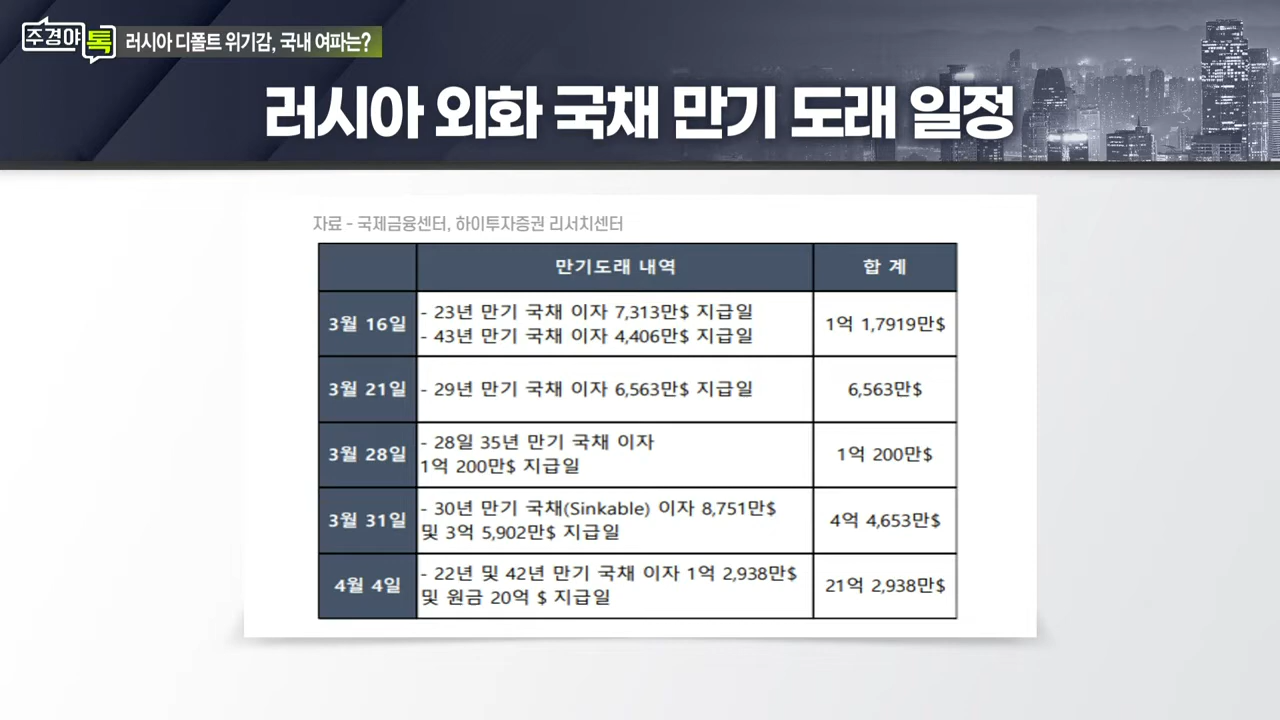 주경야톡 러시아 디폴트 위기감, 국내 여파는?
러시아 외화 국채 만기 도래 일정
자료 - 국제금융센터, 하이투자증권 리서치센터
만기도래 내역 합 계
3월 16일
- 23년 만기 국채 이자 7,313만$ 지급일
- 43년 만기 국채 이자 4,406만$ 지급일
1억 1,7919만$
3월 21일 - 29년 만기 국채 이자 6,563만$ 지급일 6,563만$
3월 28일
- 28일 35년 만기 국채 이자
1억 200만$ 지급일
1억 200만$
3월 31일
- 30년 만기 국채(Sinkable) 이자 8,751만$
및 3억 5,902만$ 지급일
4억 4,653만$
4월 4일
- 22년 및 42년 만기 국채 이자 1억 2,938만$
및 원금 20억 $ 지급일
21억 2,938만$